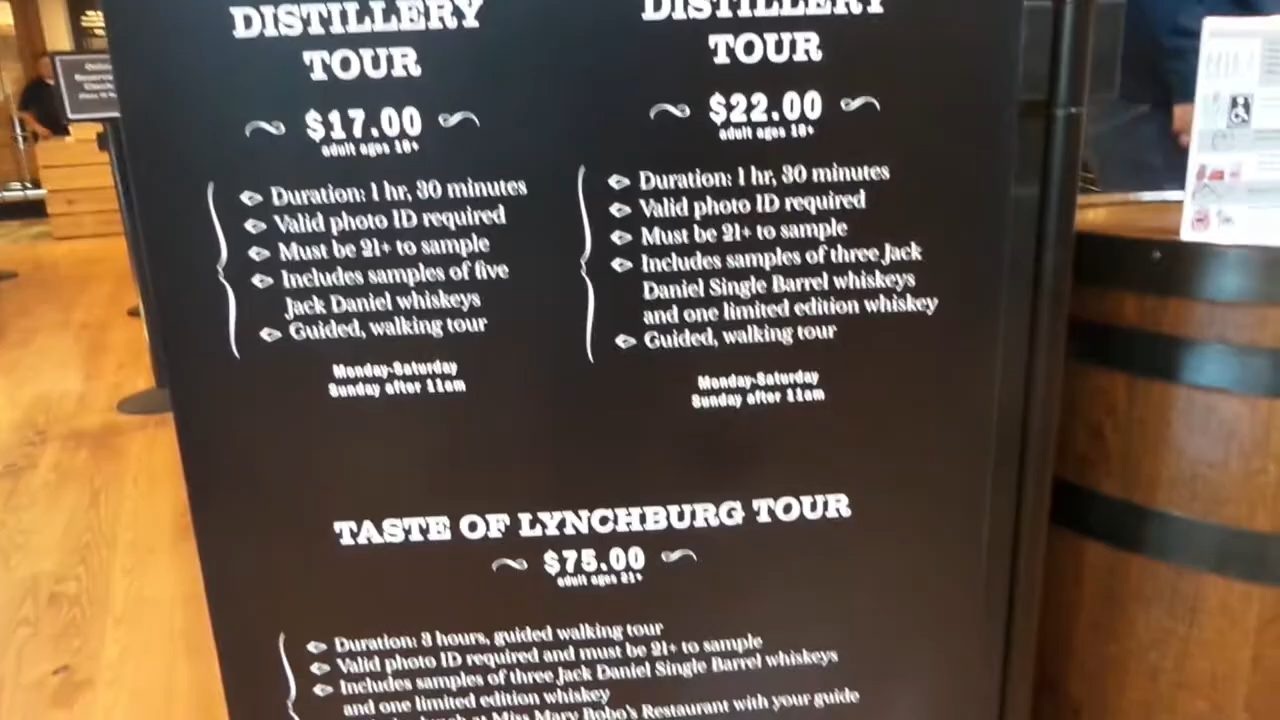 DISTILLERY
TOUR
$17.00
adult ages 18+
Duration: 1 hr, 30 minutes
Valid photo ID required
Must be 21+ to sample
Includes samples of five
Jack Daniel whiskeys
Guided, walking tour
Monday-Saturday
Sunday after 11am
DISTILLERY
TOUR
$22.00
adult ages 18+
Duration: 1 hr, 30 minutes
Valid photo ID required
Must be 21+ to sample
Includes samples of three Jack
Daniel Single Barrel whiskeys
and one limited edition whiskey
Guided, walking tour
Monday-Saturday
Sunday after 11am
TASTE OF LYNCHBURG TOUR
$75.00
adult ages 21+
Duration: 3 hours, guided walking tour
Valid photo ID required and must be 21+ to sample
Includes samples of three Jack Daniel Single Barrel whiskeys
and one limited edition whiskey
lunch at Miss Mary Bobo's Restaurant with your guide